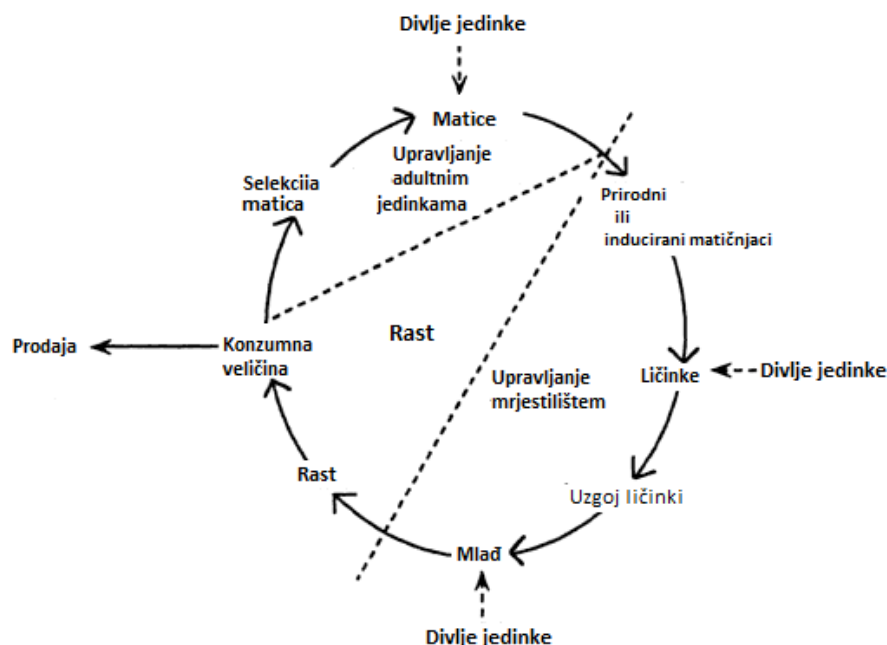 Divlje jedinke
Matice
Upravljanje
adultnim
jedinkama
Selekciia
matica
Prirodni
ili
inducirani matičnjaci
Rast
Prodaja
Konzumna
veličina
Upravljanje
mrjestilištem
Ličinke
Divlje jedinke
Rast
Uzgoj ličinki
Mlađ
Divlje jedinke